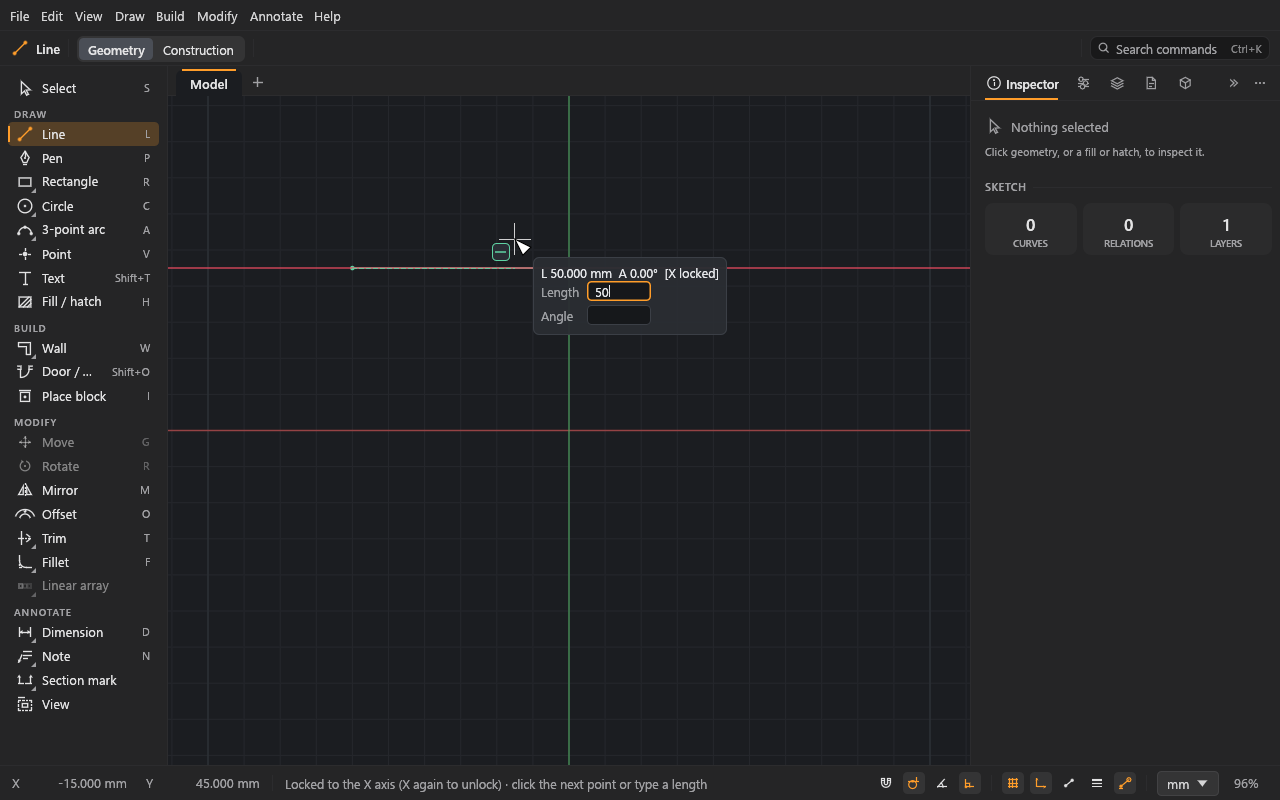 File Edit View Draw Build Modify Annotate Help
Line Geometry Construction Search commands Ctrl+K
Select S
DRAW
Line L
Pen P
Rectangle R
Circle C
3-point arc A
Point V
Text Shift+T
Fill / hatch H
BUILD
Wall W
Door / ... Shift+O
Place block I
MODIFY
Move G
Rotate R
Mirror M
Offset O
Trim T
Fillet F
Linear array
ANNOTATE
Dimension D
Note N
Section mark
View
Model +
L 50.000 mm A 0.00° [X locked]
Length 50
Angle
Inspector
Nothing selected
Click geometry, or a fill or hatch, to inspect it.
SKETCH
0 0 1
CURVES RELATIONS LAYERS
X -15.000 mm Y 45.000 mm Locked to the X axis (X again to unlock) · click the next point or type a length mm 96%